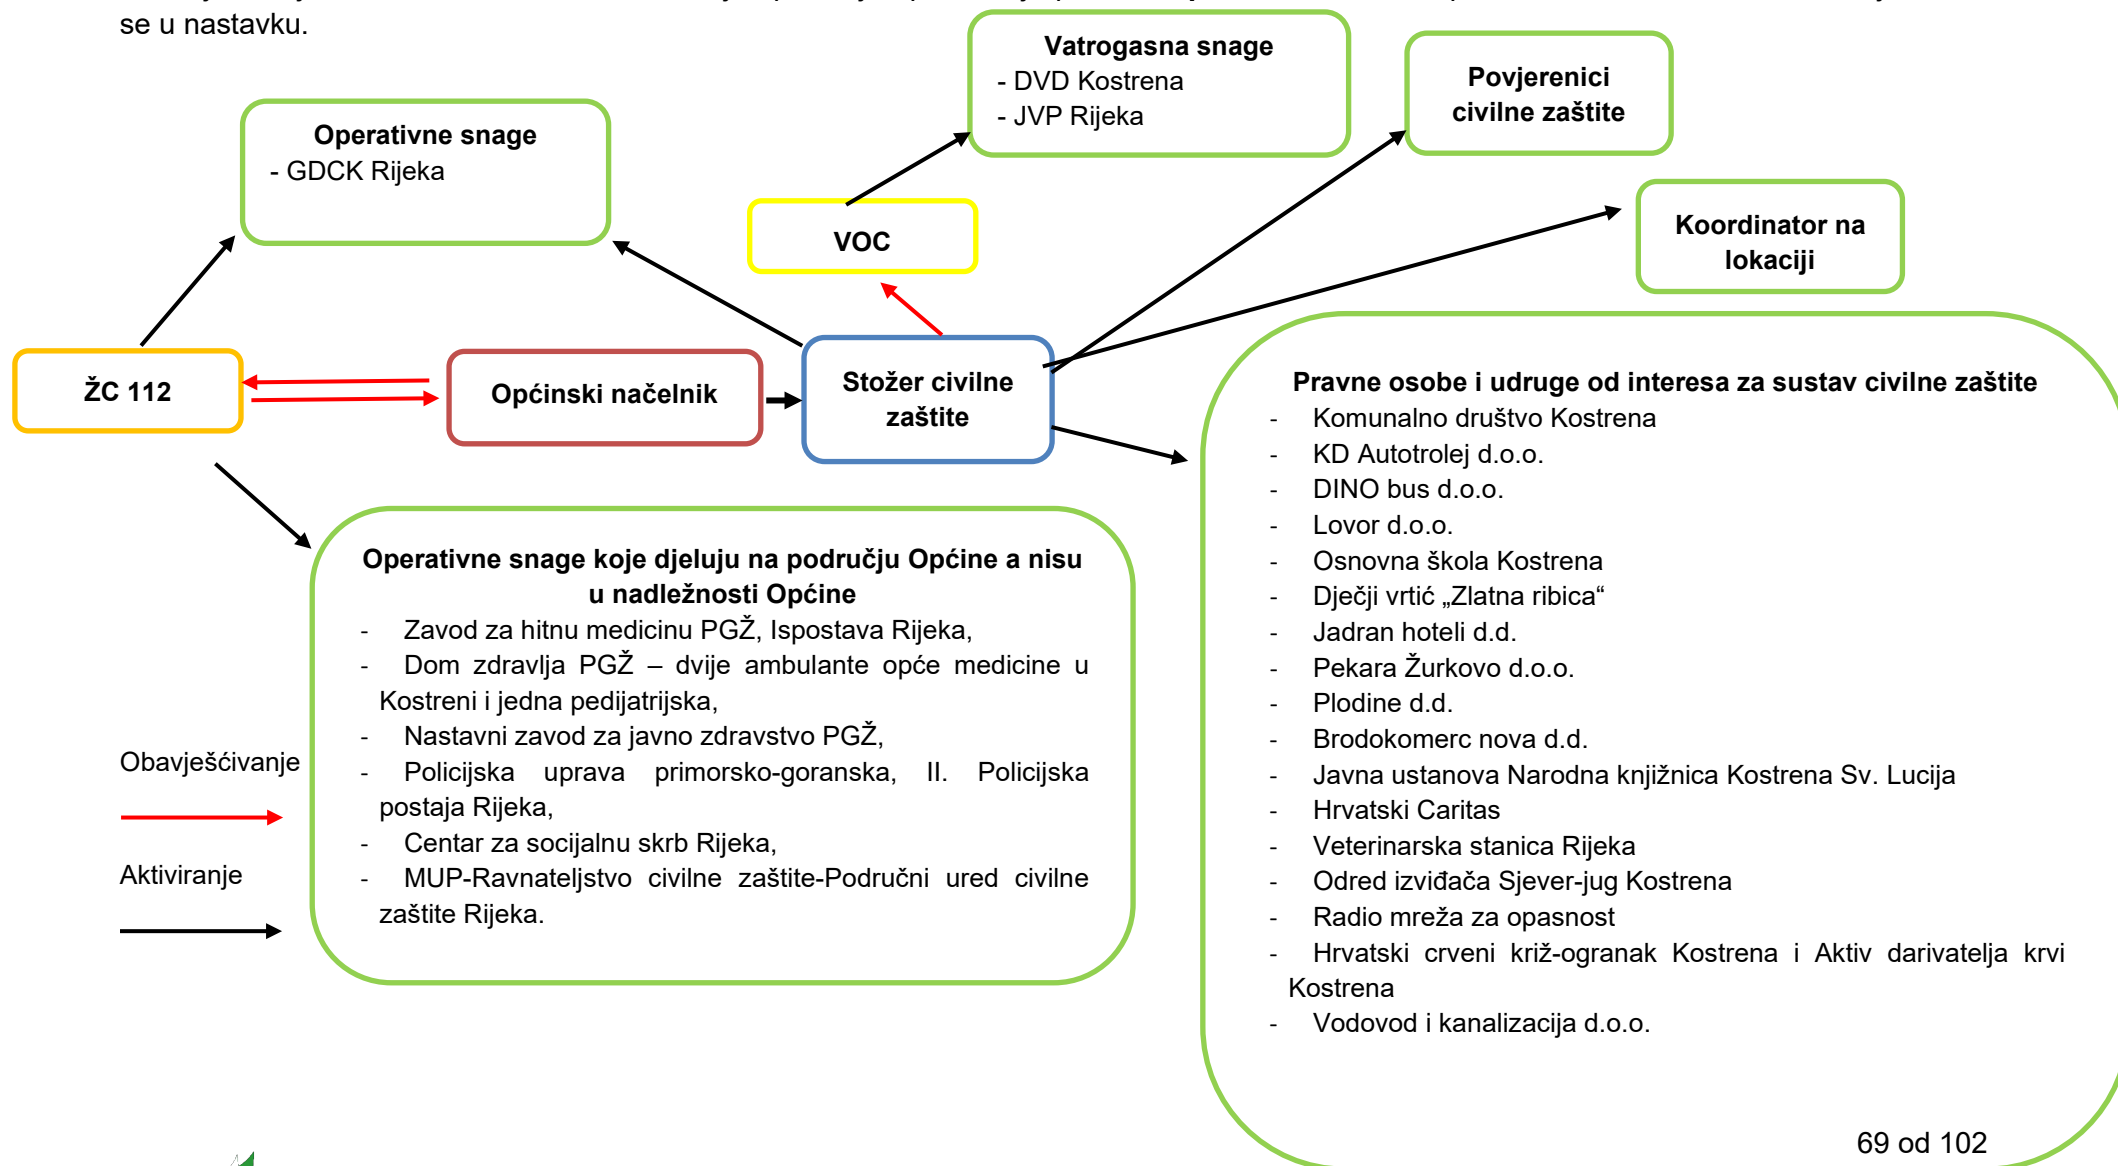 se u nastavku.
Vatrogasna snage
- DVD Kostrena
- JVP Rijeka
Povjerenici
civilne zaštite
Operativne snage
- GDCK Rijeka
VOC
Koordinator na
lokaciji
ŽC 112
Općinski načelnik
Stožer civilne
zaštite
Pravne osobe i udruge od interesa za sustav civilne zaštite
- Komunalno društvo Kostrena
- KD Autotrolej d.o.o.
- DINO bus d.o.o.
- Lovor d.o.o.
- Osnovna škola Kostrena
- Dječji vrtić „Zlatna ribica“
- Jadran hoteli d.d.
- Pekara Žurkovo d.o.o.
- Plodine d.d.
- Brodokomerc nova d.d.
- Javna ustanova Narodna knjižnica Kostrena Sv. Lucija
- Hrvatski Caritas
- Veterinarska stanica Rijeka
- Odred izviđača Sjever-jug Kostrena
- Radio mreža za opasnost
- Hrvatski crveni križ-ogranak Kostrena i Aktiv darivatelja krvi
Kostrena
- Vodovod i kanalizacija d.o.o.
Operativne snage koje djeluju na području Općine a nisu
u nadležnosti Općine
- Zavod za hitnu medicinu PGŽ, Ispostava Rijeka,
- Dom zdravlja PGŽ – dvije ambulante opće medicine u
Kostreni i jedna pedijatrijska,
- Nastavni zavod za javno zdravstvo PGŽ,
- Policijska uprava primorsko-goranska, II. Policijska
postaja Rijeka,
- Centar za socijalnu skrb Rijeka,
- MUP-Ravnateljstvo civilne zaštite-Područni ured civilne
zaštite Rijeka.
Obavješćivanje
Aktiviranje
69 od 102